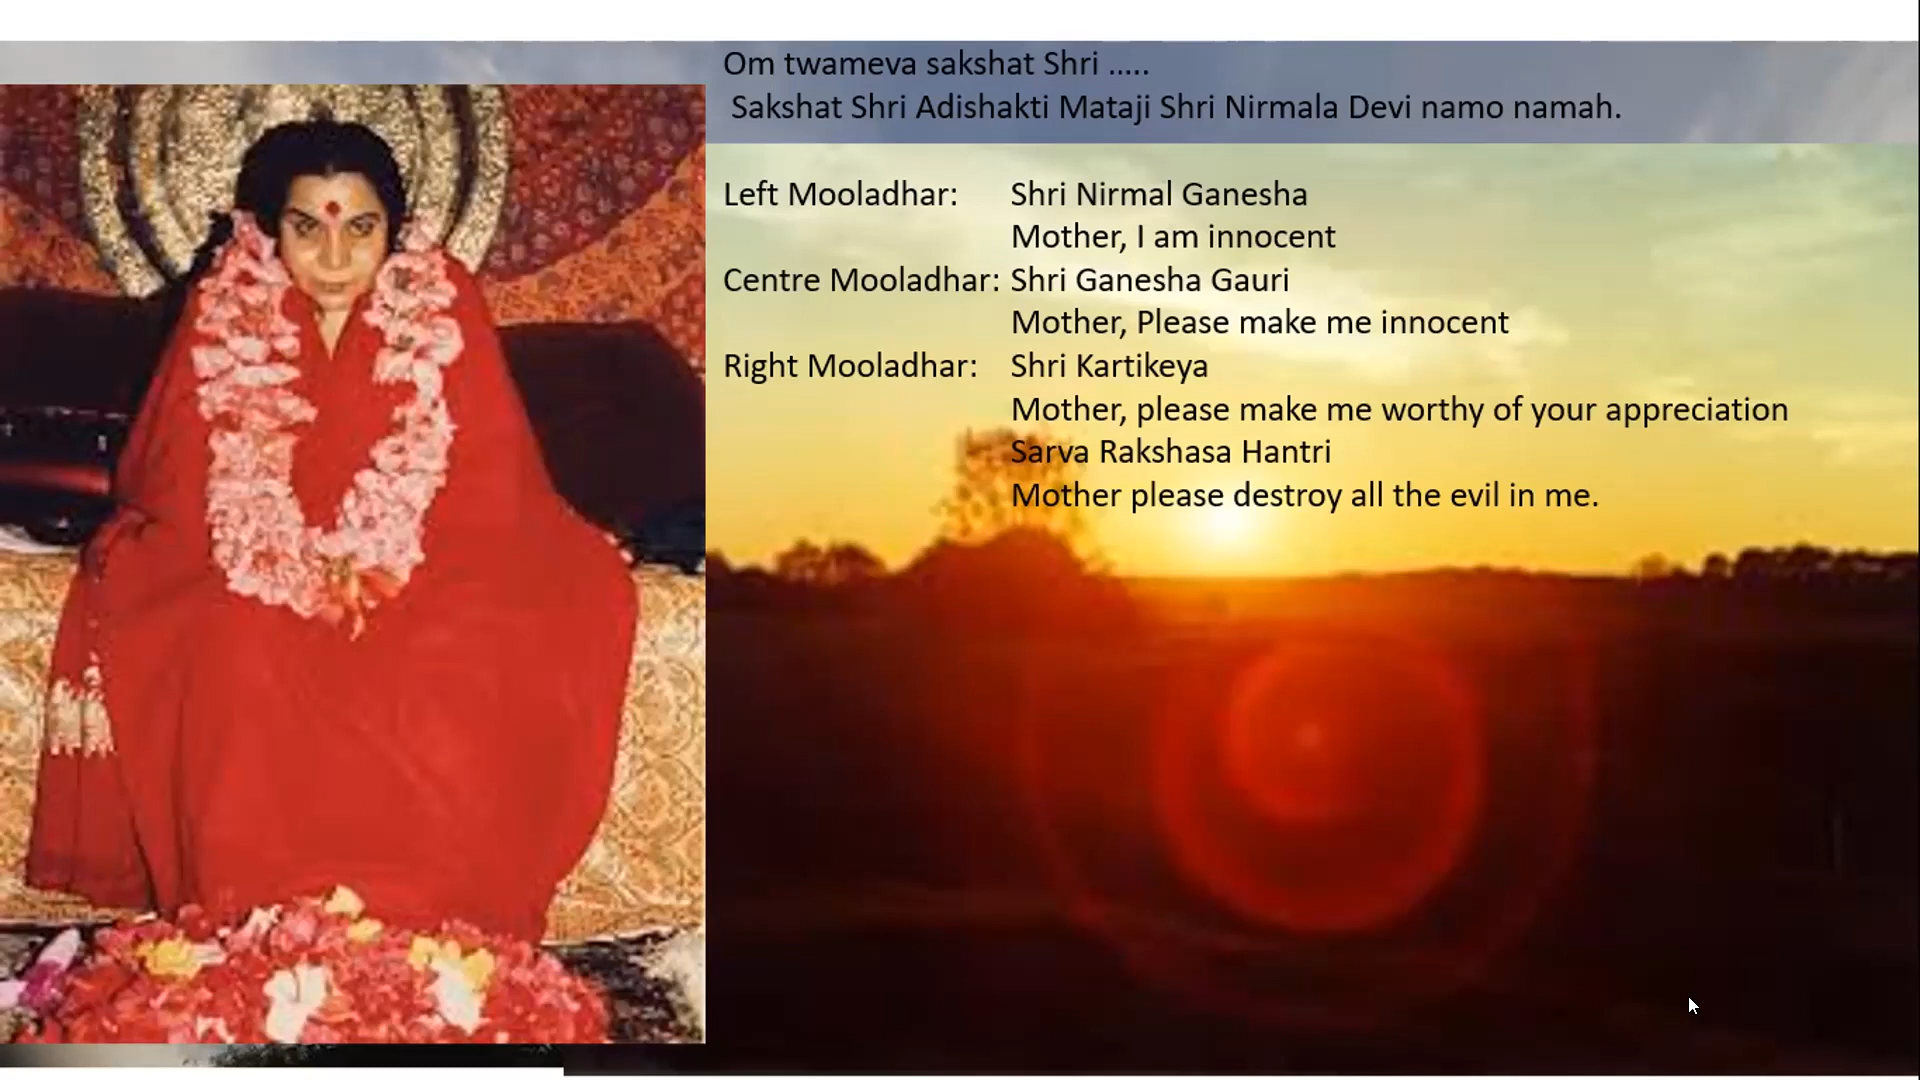 Om twameva sakshat Shri .....
Sakshat Shri Adishakti Mataji Shri Nirmala Devi namo namah.
Left Mooladhar: Shri Nirmal Ganesha
Mother, I am innocent
Centre Mooladhar: Shri Ganesha Gauri
Mother, Please make me innocent
Right Mooladhar: Shri Kartikeya
Mother, please make me worthy of your appreciation
Sarva Rakshasa Hantri
Mother please destroy all the evil in me.